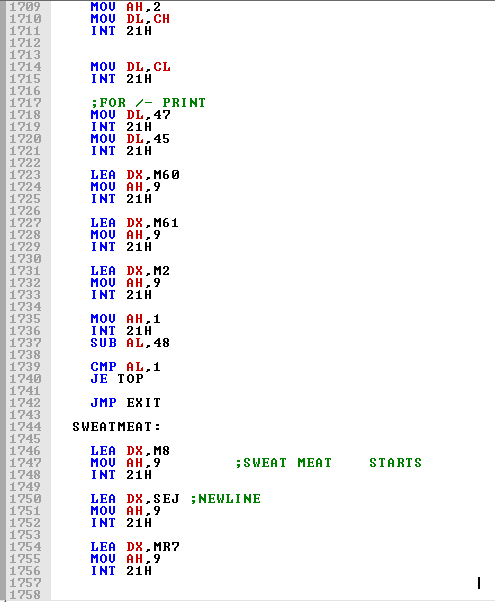 1709 MOV AH,2
1710 MOV DL,CH
1711 INT 21H
1712
1713
1714 MOV DL,CL
1715 INT 21H
1716
1717 ;FOR /- PRINT
1718 MOV DL,47
1719 INT 21H
1720 MOV DL,45
1721 INT 21H
1722
1723 LEA DX,M60
1724 MOV AH,9
1725 INT 21H
1726
1727 LEA DX,M61
1728 MOV AH,9
1729 INT 21H
1730
1731 LEA DX,M2
1732 MOV AH,9
1733 INT 21H
1734
1735 MOV AH,1
1736 INT 21H
1737 SUB AL,48
1738
1739 CMP AL,1
1740 JE TOP
1741
1742 JMP EXIT
1743
1744 SWEATMEAT:
1745
1746 LEA DX,M8
1747 MOV AH,9 ;SWEAT MEAT STARTS
1748 INT 21H
1749
1750 LEA DX,SEJ ;NEWLINE
1751 MOV AH,9
1752 INT 21H
1753
1754 LEA DX,MR7
1755 MOV AH,9
1756 INT 21H
1757
1758